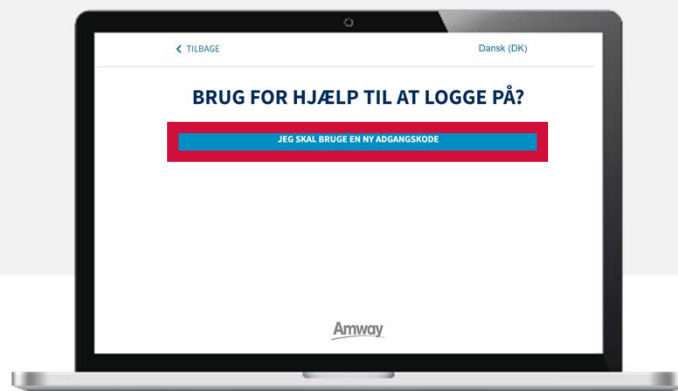 TILBAGE
Dansk (DK)
BRUG FOR HJÆLP TIL AT LOGGE PÅ?
JEG SKAL BRUGE EN NY ADGANGSKODE
Amway